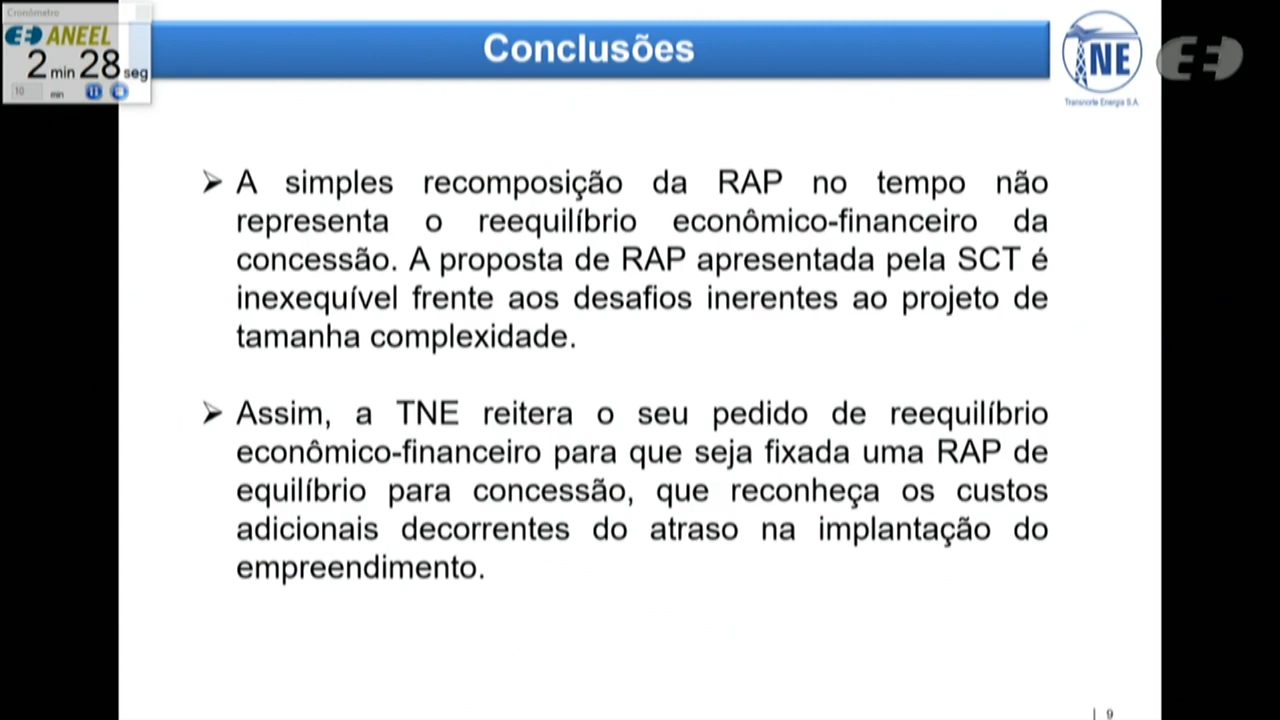 Cronômetro
ANEEL
2 min 28 seg
10 min
Conclusões
TNE
Transnorte Energia S.A.
➤ A simples recomposição da RAP no tempo não
representa o reequilíbrio econômico-financeiro da
concessão. A proposta de RAP apresentada pela SCT é
inexequível frente aos desafios inerentes ao projeto de
tamanha complexidade.
➤ Assim, a TNE reitera o seu pedido de reequilíbrio
econômico-financeiro para que seja fixada uma RAP de
equilíbrio para concessão, que reconheça os custos
adicionais decorrentes do atraso na implantação do
empreendimento.
| 9